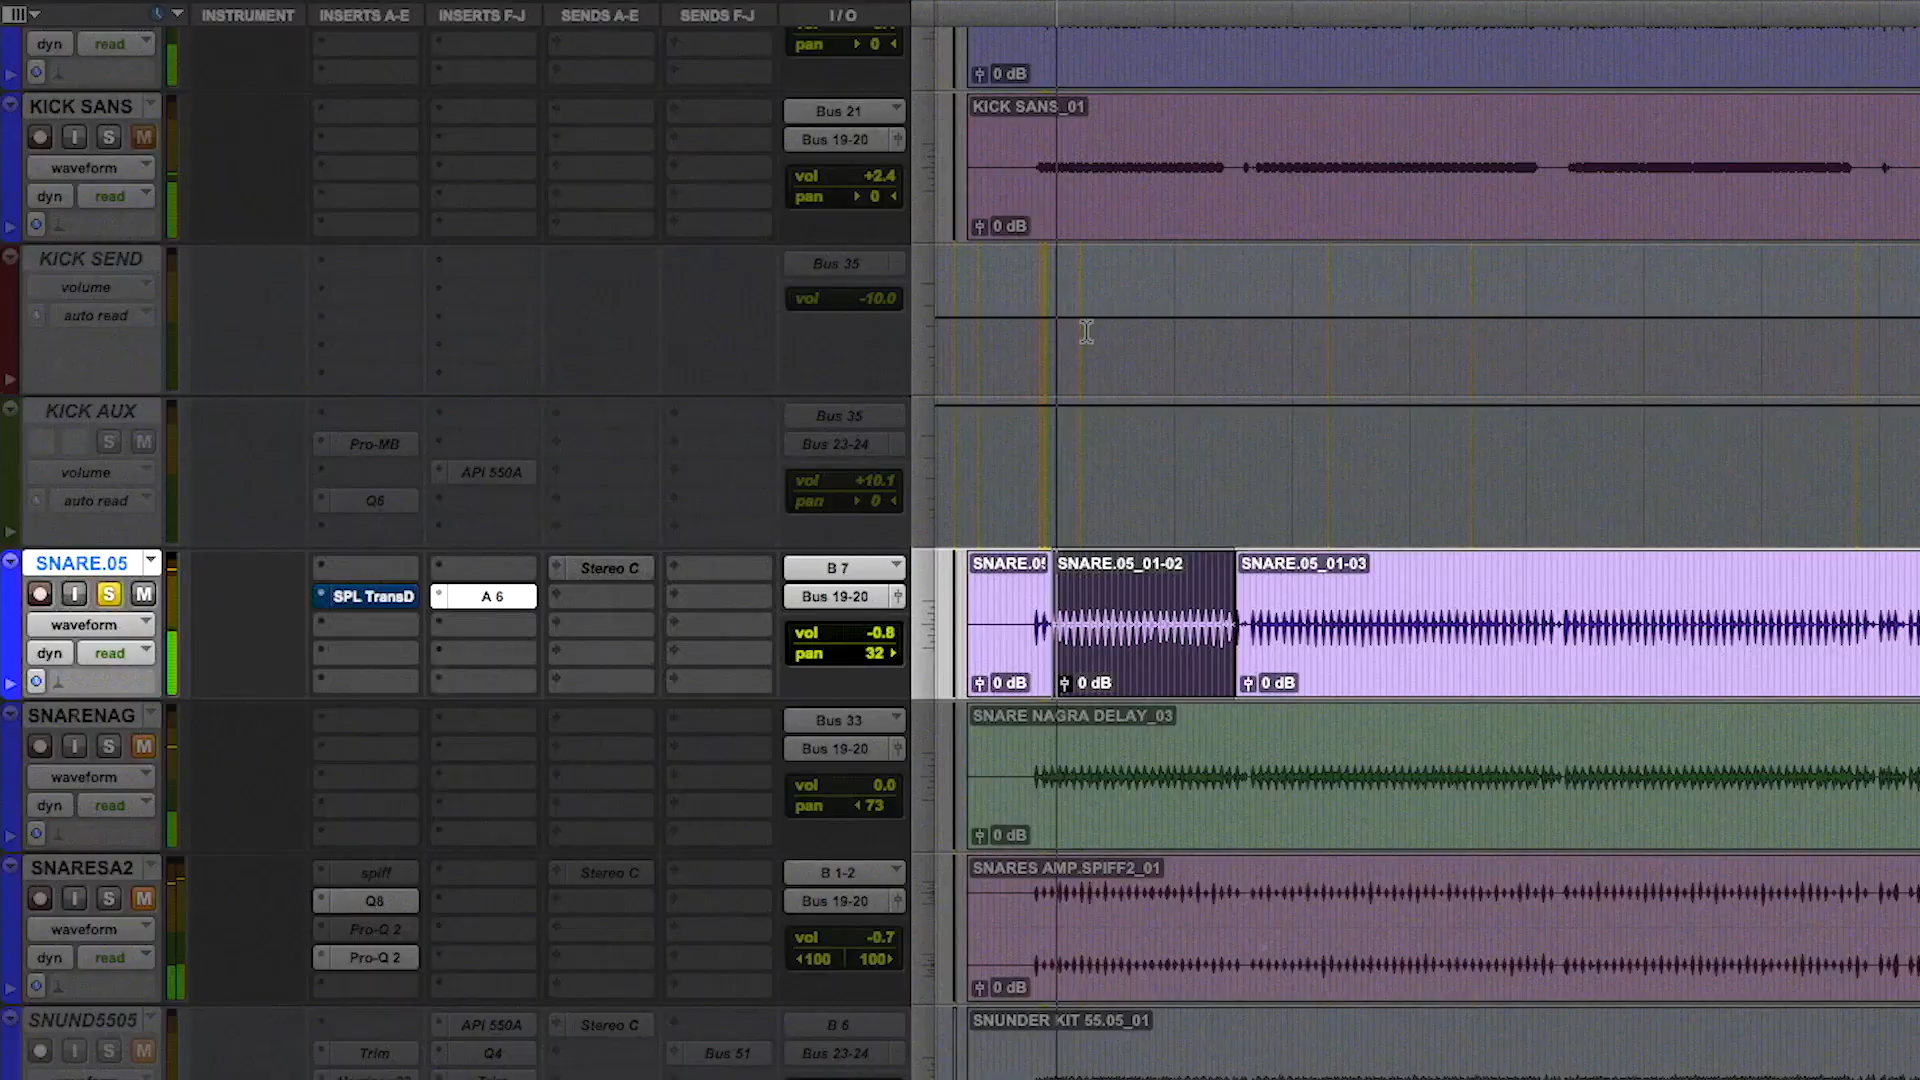 INSTRUMENT INSERTS A-E INSERTS F-J SENDS A-E SENDS F-J I / O
dyn read
pan 0
0 dB
KICK SANS
I S M
waveform
dyn read
Bus 21
Bus 19-20
vol +2.4
pan 0
KICK SANS_01
0 dB
KICK SEND
volume
auto read
Bus 35
vol -10.0
KICK AUX
S M
volume
auto read
Pro-MB
API 550A
Q6
Bus 35
Bus 23-24
vol +10.1
pan 0
SNARE.05
I S M
waveform
dyn read
SPL TransD
A 6
Stereo C
B 7
Bus 19-20
vol -0.8
pan 32
SNARE.05_01-02
SNARE.05_01-03
0 dB
0 dB
0 dB
SNARENAG
I S M
waveform
dyn read
Bus 33
Bus 19-20
vol 0.0
pan 73
SNARE NAGRA DELAY_03
0 dB
SNARESA2
I S M
waveform
dyn read
spiff
Q8
Pro-Q 2
Pro-Q 2
Stereo C
B 1-2
Bus 19-20
vol -0.7
100 100
SNARES AMP.SPIFF2_01
0 dB
SNUND5505
I S M
Trim
API 550A
Q4
Stereo C
Bus 51
B 6
Bus 23-24
SNUNDER KIT 55.05_01